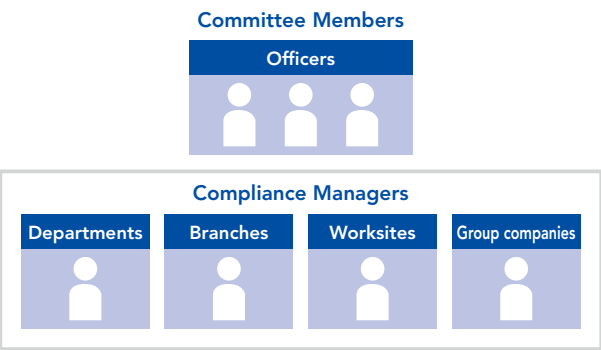 Committee Members
Officers
Compliance Managers
Departments
Branches
Worksites
Group companies